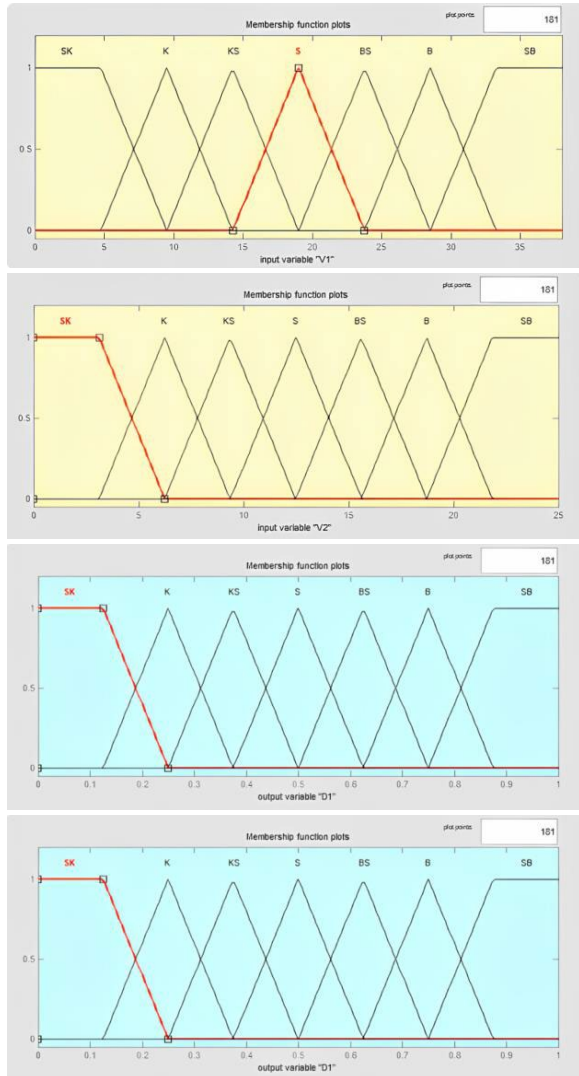 plot points: 181
Membership function plots
SK K KS S BS B SB
1
0.5
0
0 5 10 15 20 25 30 35
input variable "V1"
plot points: 181
Membership function plots
SK K KS S BS B SB
1
0.5
0
0 5 10 15 20 25
input variable "V2"
plot points: 181
Membership function plots
SK K KS S BS B SB
1
0.5
0
0 0.1 0.2 0.3 0.4 0.5 0.6 0.7 0.8 0.9 1
output variable "D1"
plot points: 181
Membership function plots
SK K KS S BS B SB
1
0.5
0
0 0.1 0.2 0.3 0.4 0.5 0.6 0.7 0.8 0.9 1
output variable "D1"